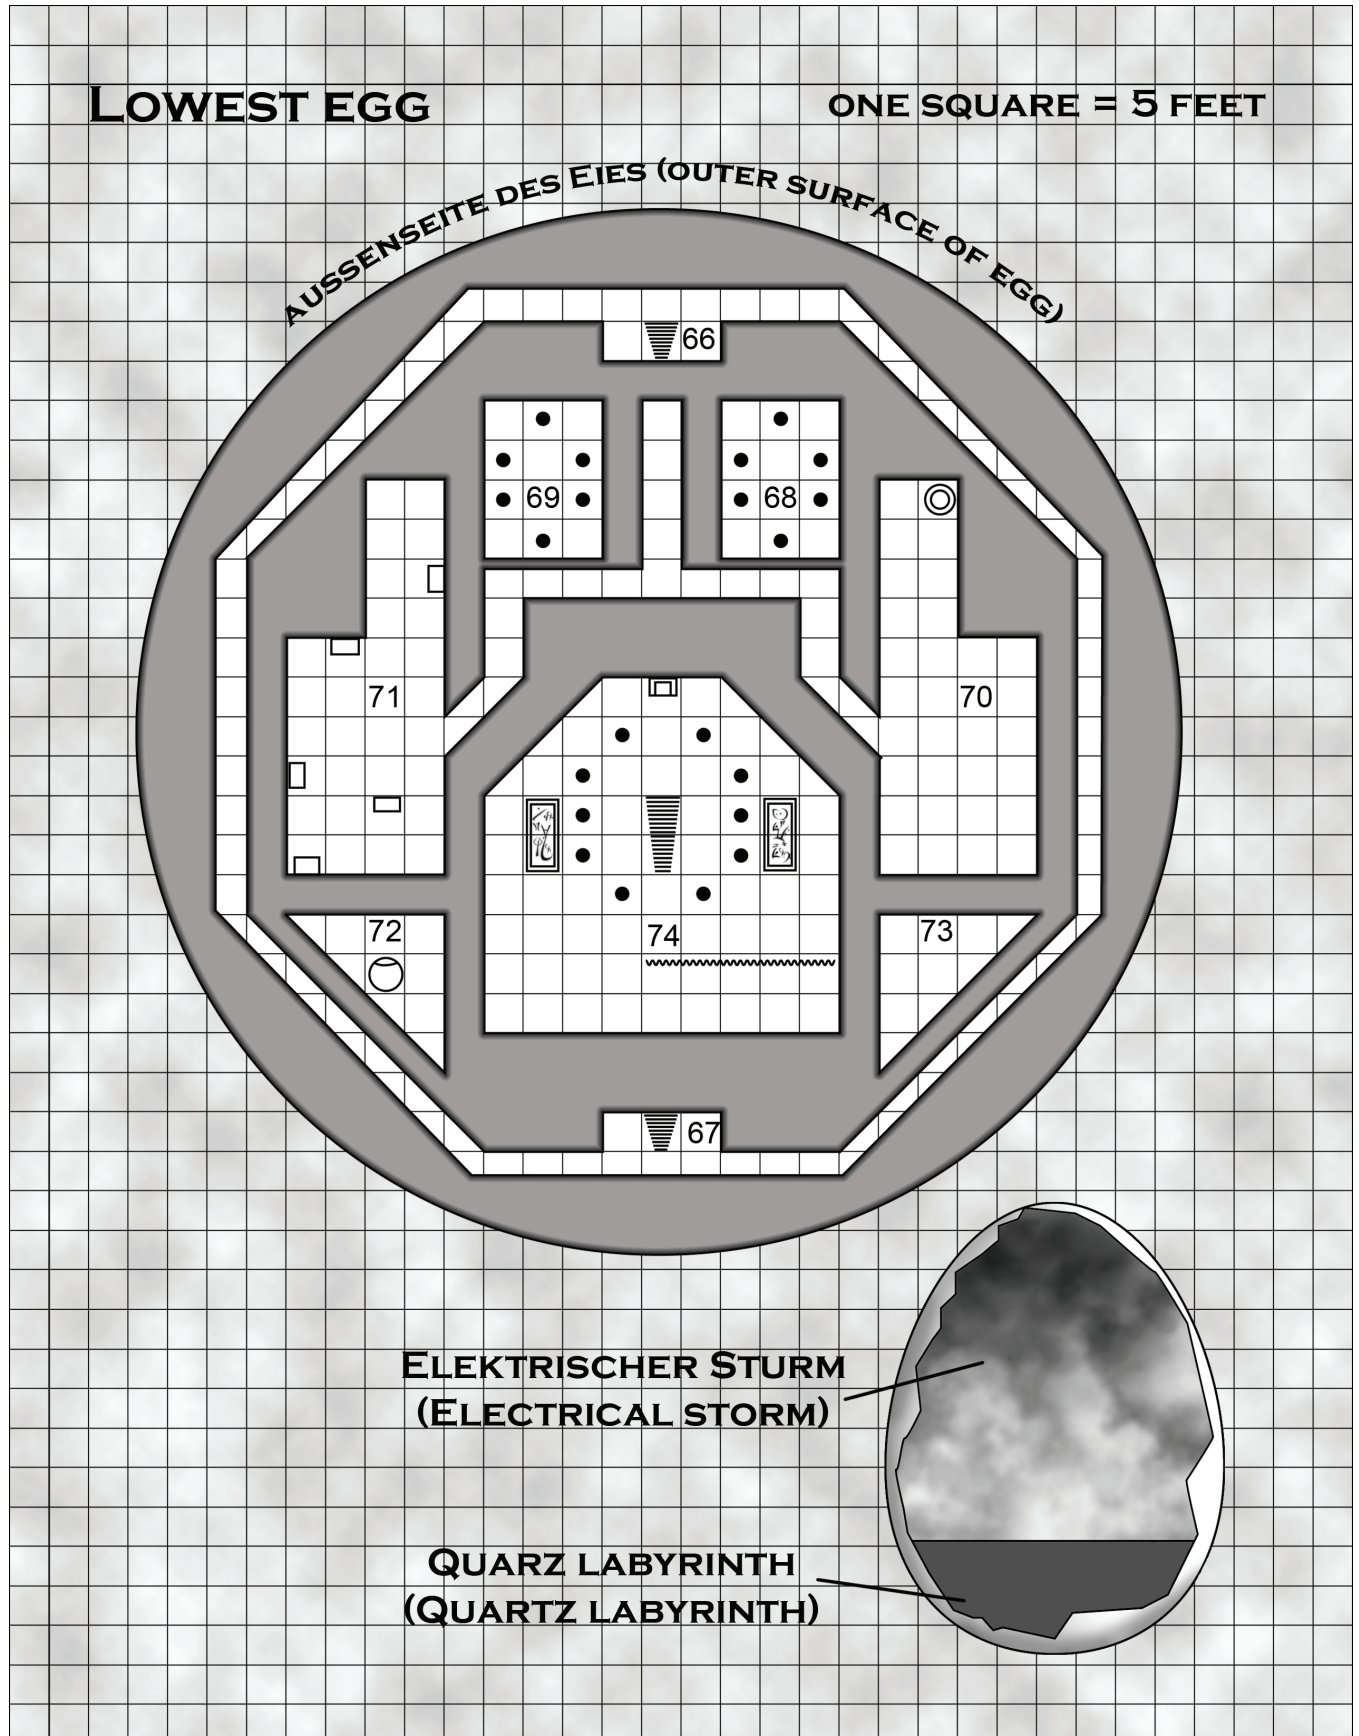 Lowest egg
one square = 5 feet
Aussenseite des Eies (outer surface of egg)
66
69
68
71
70
72
73
74
67
Elektrischer Sturm
(Electrical storm)
Quarz labyrinth
(Quartz labyrinth)